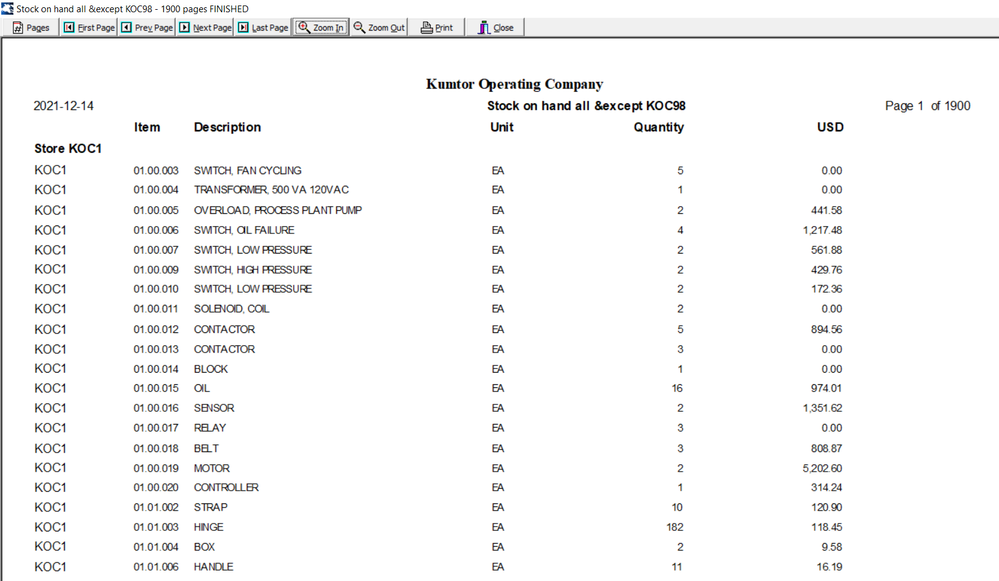 Stock on hand all &except KOC98 - 1900 pages FINISHED
Pages First Page Prev Page Next Page Last Page Zoom In Zoom Out Print Close
Kumtor Operating Company
2021-12-14 Stock on hand all &except KOC98 Page 1 of 1900
Item Description Unit Quantity USD
Store KOC1
KOC1 01.00.003 SWITCH, FAN CYCLING EA 5 0.00
KOC1 01.00.004 TRANSFORMER, 500 VA 120VAC EA 1 0.00
KOC1 01.00.005 OVERLOAD, PROCESS PLANT PUMP EA 2 441.58
KOC1 01.00.006 SWITCH, OIL FAILURE EA 4 1,217.48
KOC1 01.00.007 SWITCH, LOW PRESSURE EA 2 561.88
KOC1 01.00.009 SWITCH, HIGH PRESSURE EA 2 429.76
KOC1 01.00.010 SWITCH, LOW PRESSURE EA 2 172.36
KOC1 01.00.011 SOLENOID, COIL EA 2 0.00
KOC1 01.00.012 CONTACTOR EA 5 894.56
KOC1 01.00.013 CONTACTOR EA 3 0.00
KOC1 01.00.014 BLOCK EA 1 0.00
KOC1 01.00.015 OIL EA 16 974.01
KOC1 01.00.016 SENSOR EA 2 1,351.62
KOC1 01.00.017 RELAY EA 3 0.00
KOC1 01.00.018 BELT EA 3 808.87
KOC1 01.00.019 MOTOR EA 2 5,202.60
KOC1 01.00.020 CONTROLLER EA 1 314.24
KOC1 01.01.002 STRAP EA 10 120.90
KOC1 01.01.003 HINGE EA 182 118.45
KOC1 01.01.004 BOX EA 2 9.58
KOC1 01.01.006 HANDLE EA 11 16.19